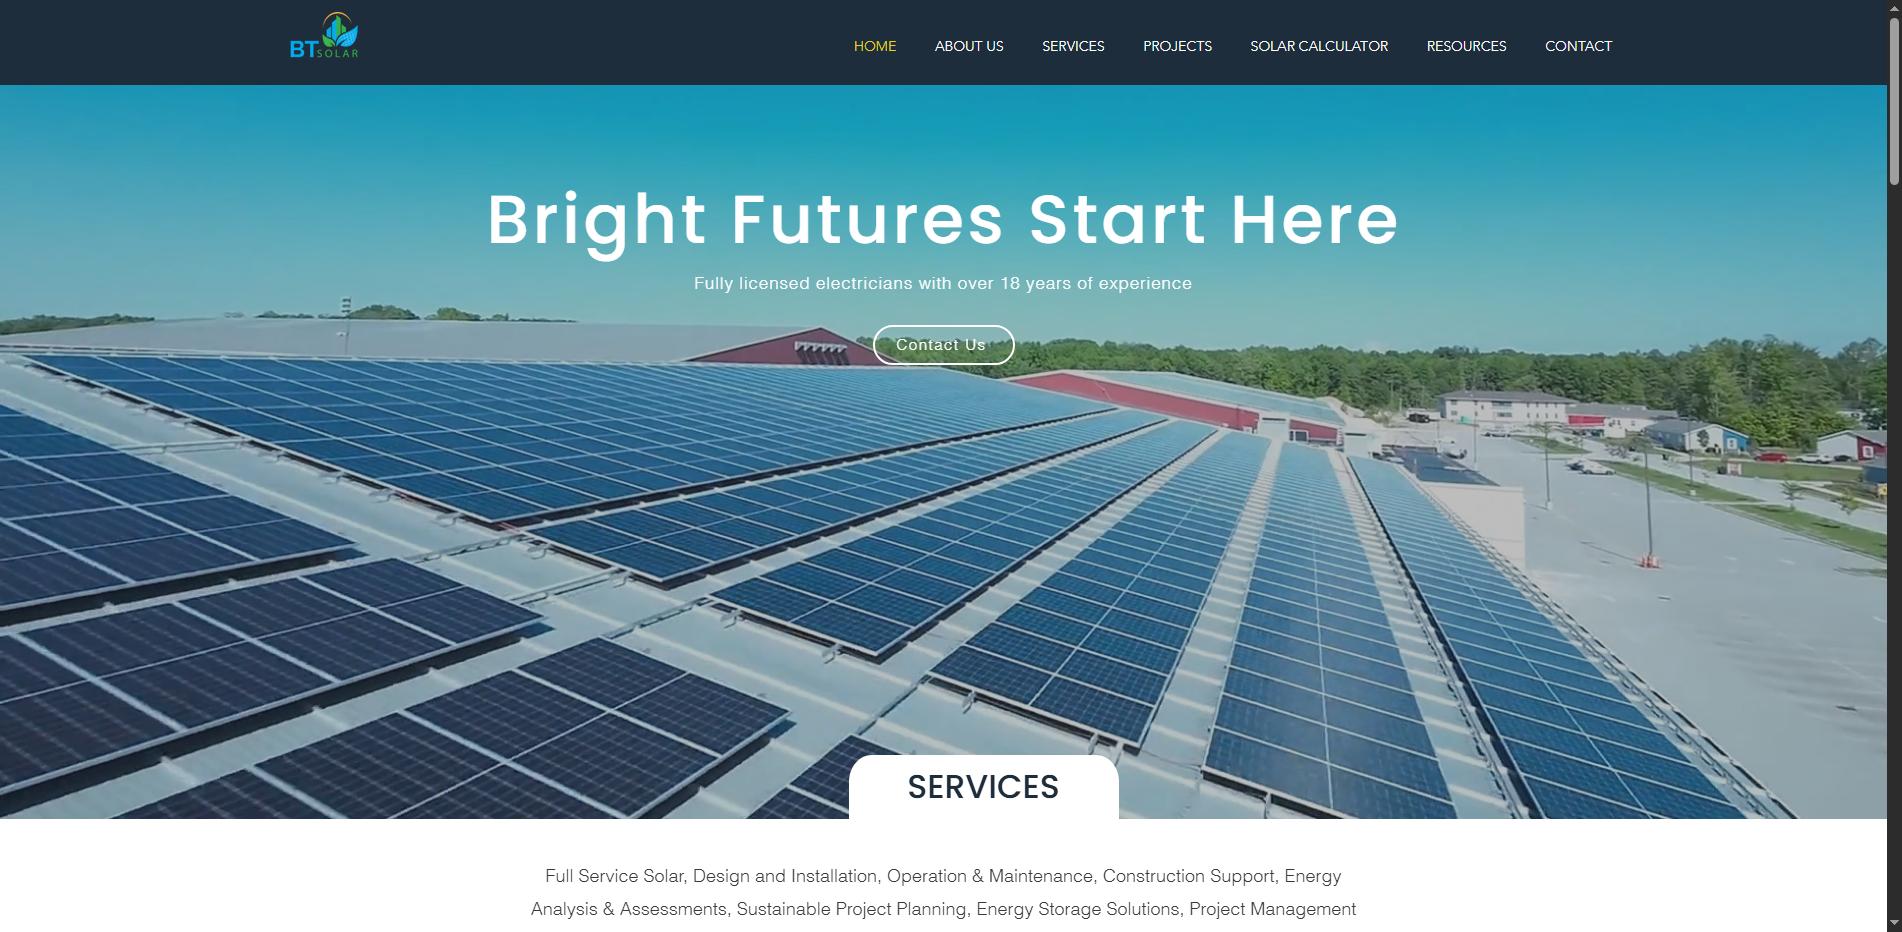 BT SOLAR
HOME ABOUT US SERVICES PROJECTS SOLAR CALCULATOR RESOURCES CONTACT
Bright Futures Start Here
Fully licensed electricians with over 18 years of experience
Contact Us
SERVICES
Full Service Solar, Design and Installation, Operation & Maintenance, Construction Support, Energy
Analysis & Assessments, Sustainable Project Planning, Energy Storage Solutions, Project Management